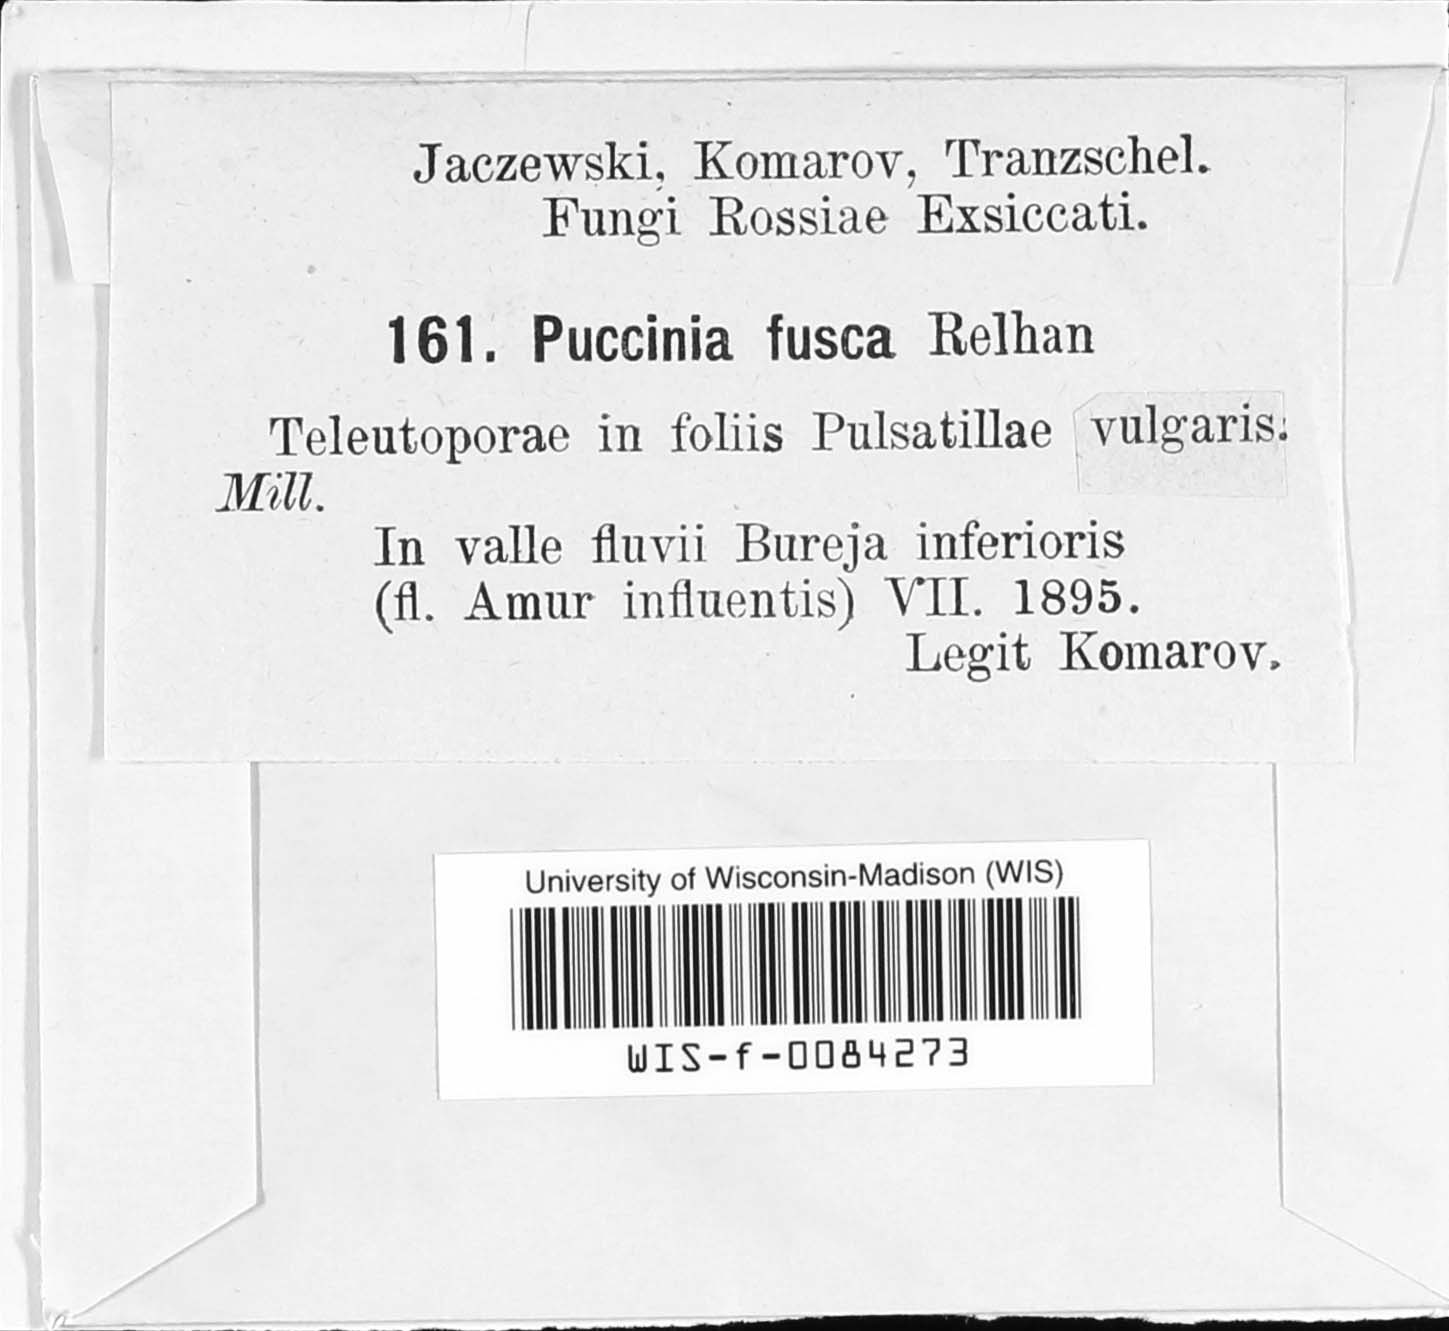 Jaczewski, Komarov, Tranzschel.
Fungi Rossiae Exsiccati.
161. Puccinia fusca Relhan
Teleutoporae in foliis Pulsatillae vulgaris.
Mill.
In valle fluvii Bureja inferioris
(fl. Amur influentis) VII. 1895.
Legit Komarov.
University of Wisconsin-Madison (WIS)
WIS-f-0084273